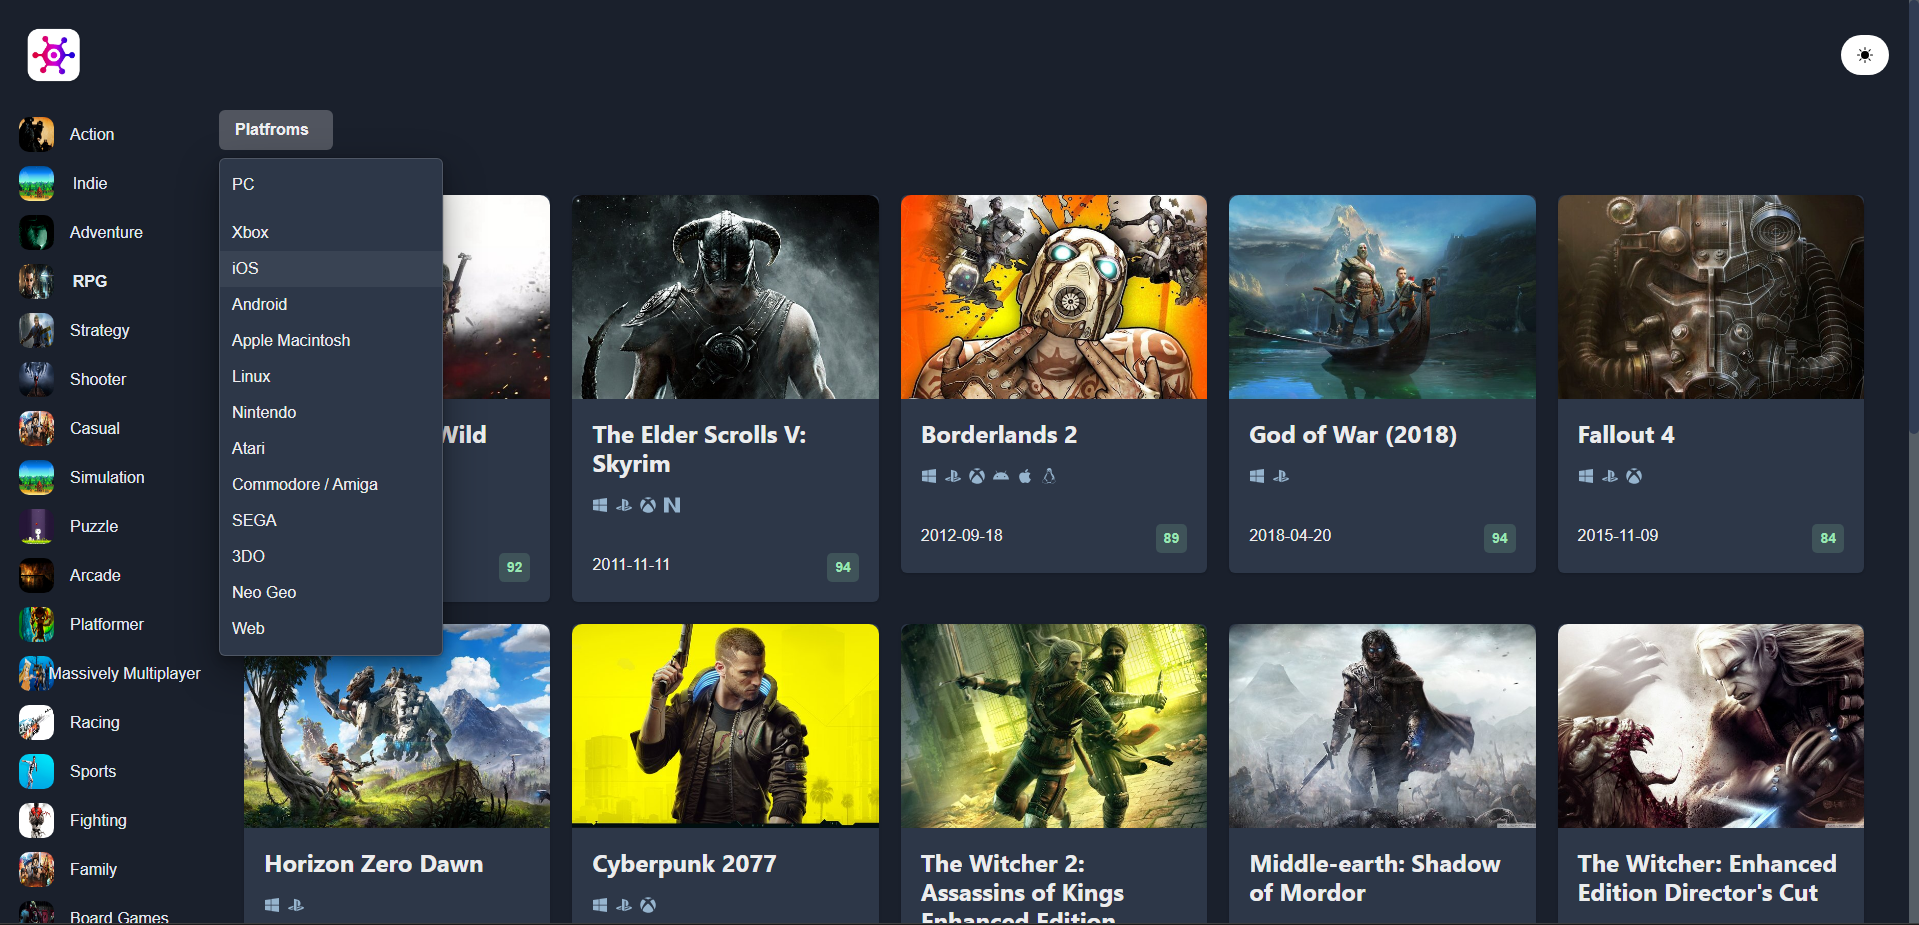 Action
Indie
Adventure
RPG
Strategy
Shooter
Casual
Simulation
Puzzle
Arcade
Platformer
Massively Multiplayer
Racing
Sports
Fighting
Family
Board Games
Platfroms
PC
Xbox
iOS
Android
Apple Macintosh
Linux
Nintendo
Atari
Commodore / Amiga
SEGA
3DO
Neo Geo
Web
Wild
92
The Elder Scrolls V:
Skyrim
2011-11-11
94
Borderlands 2
2012-09-18
89
God of War (2018)
2018-04-20
94
Fallout 4
2015-11-09
84
Horizon Zero Dawn
Cyberpunk 2077
The Witcher 2:
Assassins of Kings
Enhanced Edition
Middle-earth: Shadow
of Mordor
The Witcher: Enhanced
Edition Director's Cut